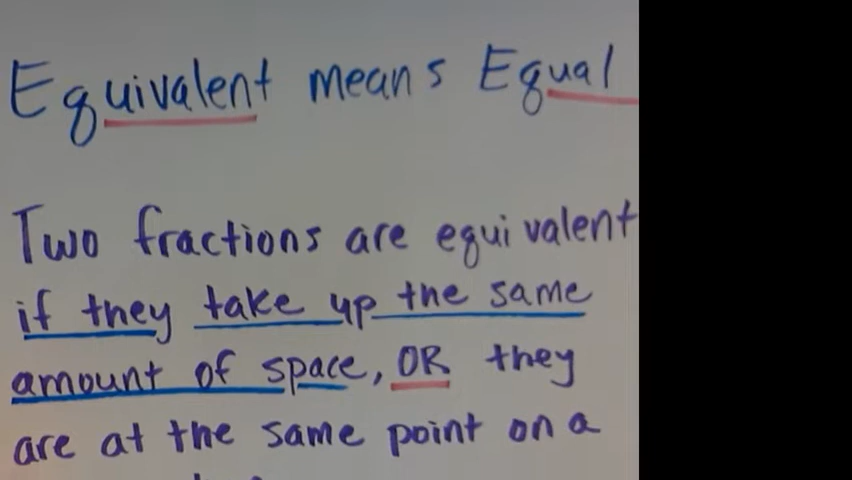 Equivalent means Equal
Two fractions are equivalent
if they take up the same
amount of space, OR they
are at the same point on a